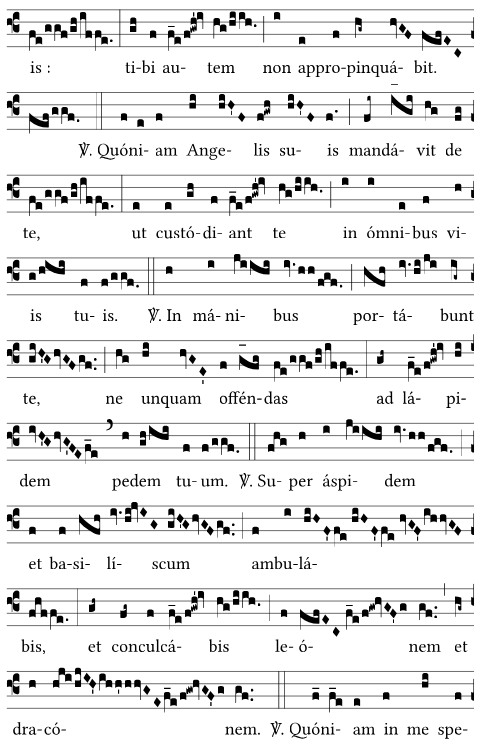 is : ti-bi au- tem non appro-pinquá- bit.
℣. Quóni- am Ange- lis su- is mandá- vit de
te, ut custó-di- ant te in ómni-bus vi-
is tu- is. ℣. In má-ni- bus por- tá- bunt
te, ne unquam offén-das ad lá- pi-
dem pedem tu- um. ℣. Su- per áspi- dem
et ba-si- lí- scum ambu-lá-
bis, et conculcá- bis le- ó- nem et
dra-có- nem. ℣. Quóni- am in me spe-